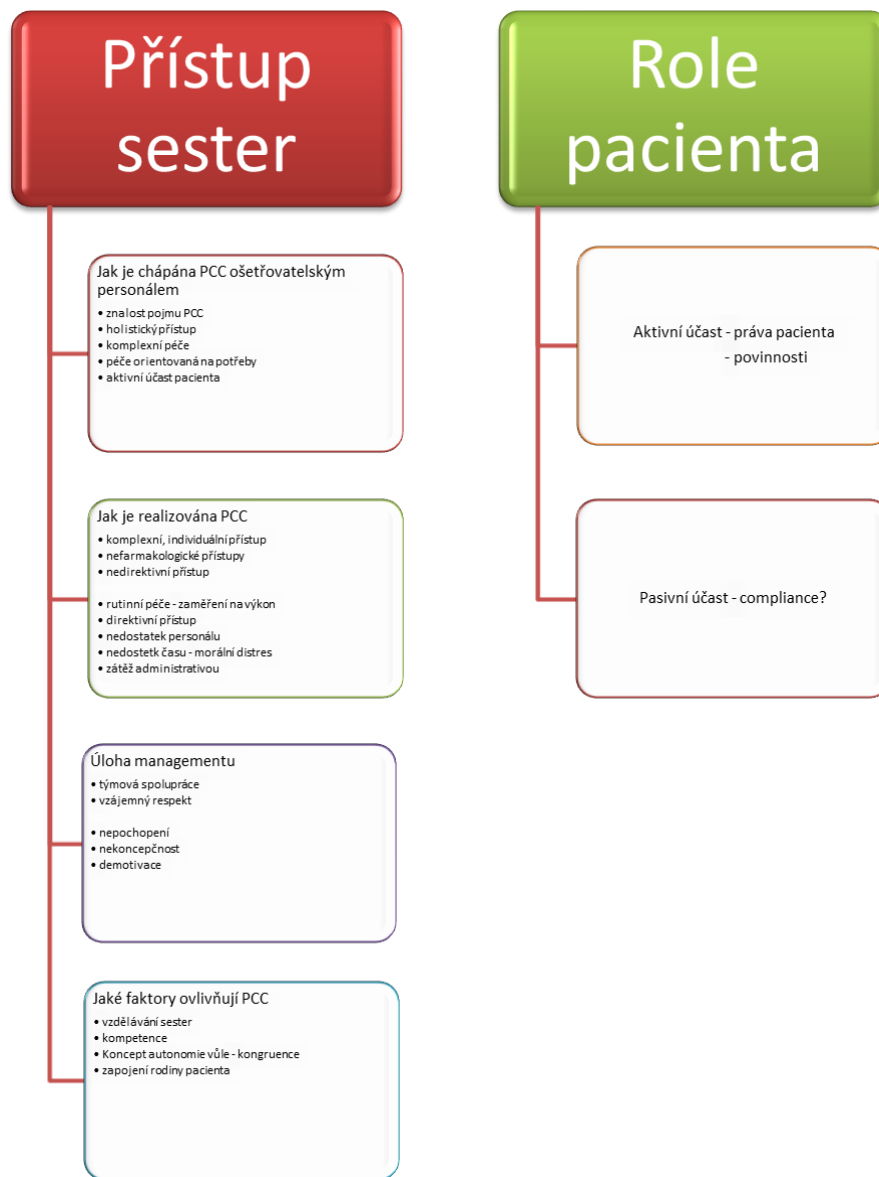 Přístup
sester
Jak je chápána PCC ošetřovatelským
personálem
• znalost pojmu PCC
• holistický přístup
• komplexní péče
• péče orientovaná na potřeby
• aktivní účast pacienta
Jak je realizována PCC
• komplexní, individuální přístup
• nefarmakologické přístupy
• nedirektivní přístup
• rutinní péče - zaměření na výkon
• direktivní přístup
• nedostatek personálu
• nedostetk času - morální distres
• zátěž administrativou
Úloha managementu
• týmová spolupráce
• vzájemný respekt
• nepochopení
• nekoncepčnost
• demotivace
Jaké faktory ovlivňují PCC
• vzdělávání sester
• kompetence
• Koncept autonomie vůle - kongruence
• zapojení rodiny pacienta
Role
pacienta
Aktivní účast - práva pacienta
- povinnosti
Pasivní účast - compliance?